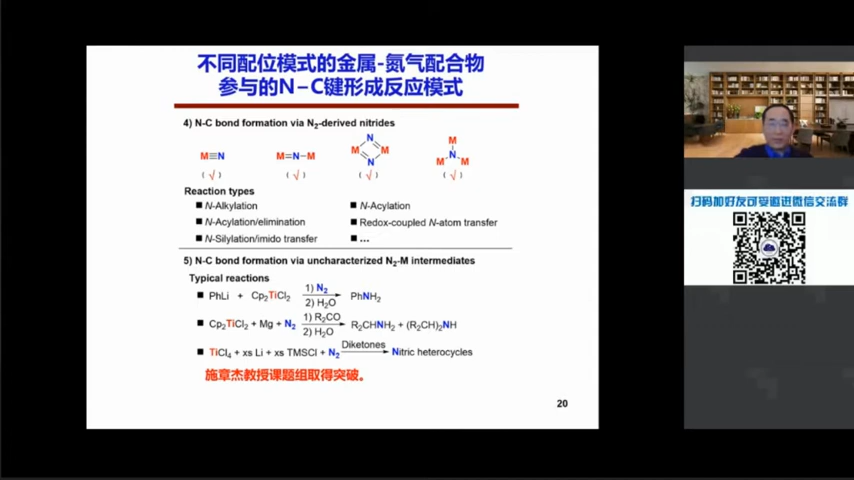 不同配位模式的金属-氮气配合物
参与的N–C键形成反应模式
4) N-C bond formation via N2-derived nitrides
M≡N
M=N–M
N
M M
N
M
N
M M
(√) (√) (√) (√)
Reaction types
■ N-Alkylation
■ N-Acylation
■ N-Acylation/elimination
■ Redox-coupled N-atom transfer
■ N-Silylation/imido transfer
■ ...
5) N-C bond formation via uncharacterized N2-M intermediates
Typical reactions
■ PhLi + Cp2TiCl2 1) N2 2) H2O PhNH2
■ Cp2TiCl2 + Mg + N2 1) R2CO 2) H2O R2CHNH2 + (R2CH)2NH
■ TiCl4 + xs Li + xs TMSCl + N2 Diketones Nitric heterocycles
施章杰教授课题组取得突破。
20
扫码加好友可受邀进微信交流群